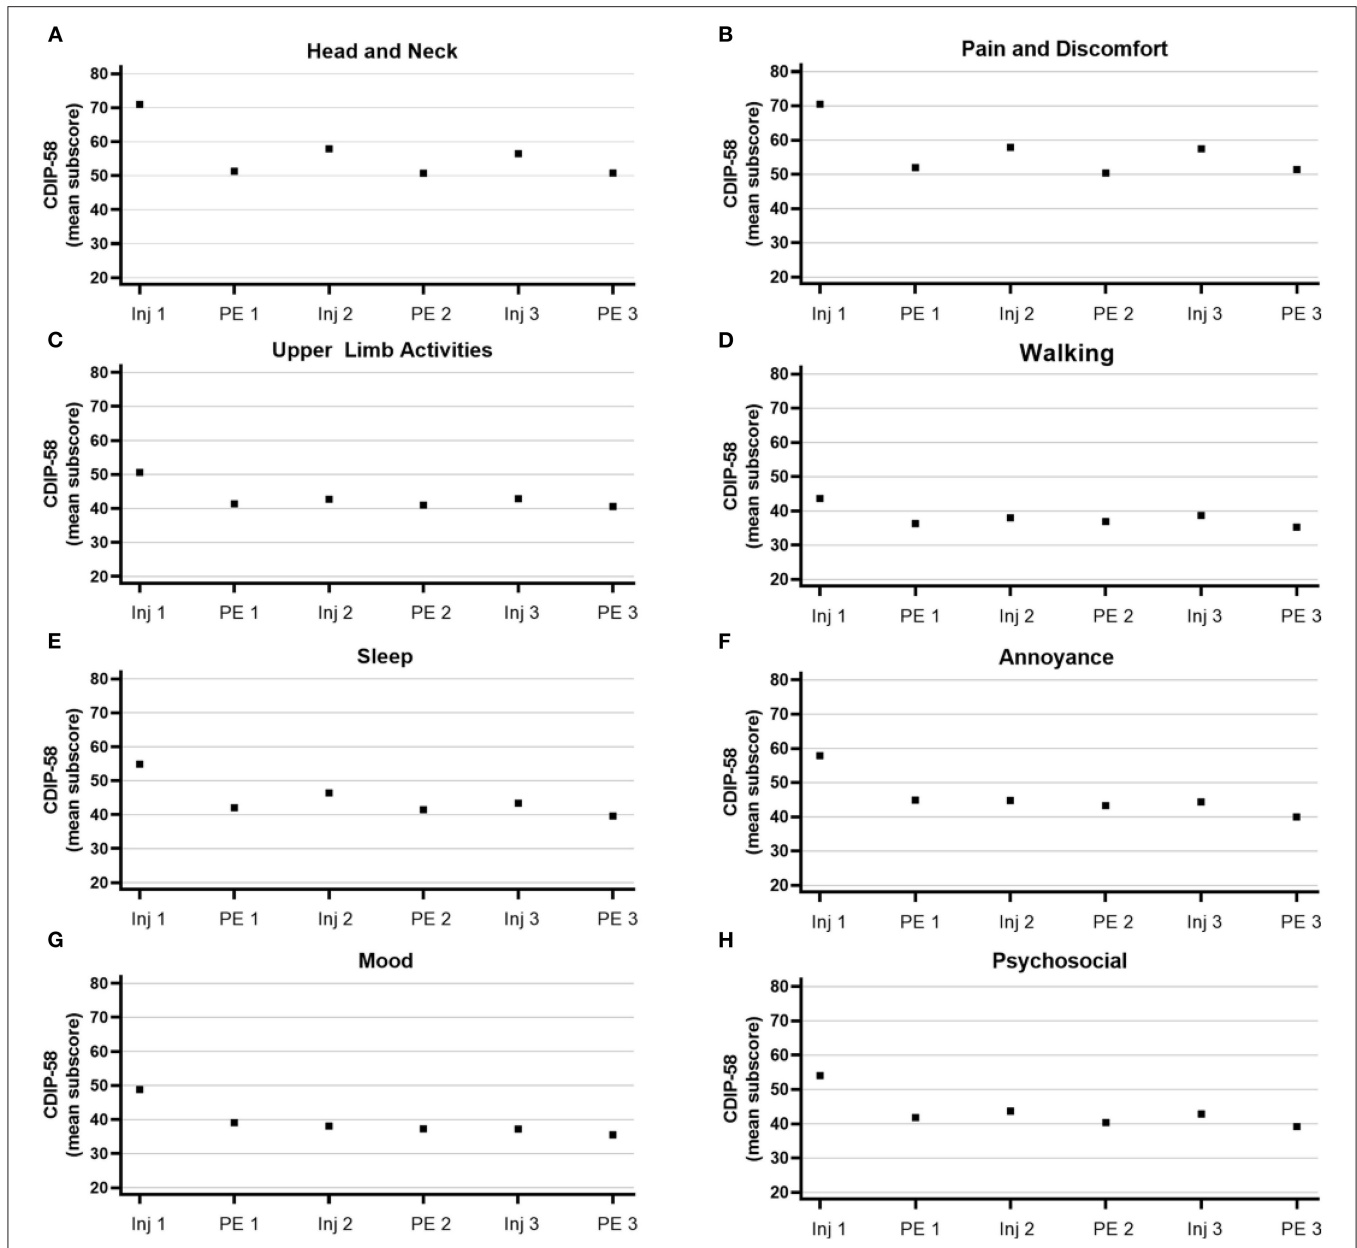 A
Head and Neck
CDIP-58
(mean subscore)
80
70
60
50
40
30
20
Inj 1 PE 1 Inj 2 PE 2 Inj 3 PE 3
B
Pain and Discomfort
CDIP-58
(mean subscore)
80
70
60
50
40
30
20
Inj 1 PE 1 Inj 2 PE 2 Inj 3 PE 3
C
Upper Limb Activities
CDIP-58
(mean subscore)
80
70
60
50
40
30
20
Inj 1 PE 1 Inj 2 PE 2 Inj 3 PE 3
D
Walking
CDIP-58
(mean subscore)
80
70
60
50
40
30
20
Inj 1 PE 1 Inj 2 PE 2 Inj 3 PE 3
E
Sleep
CDIP-58
(mean subscore)
80
70
60
50
40
30
20
Inj 1 PE 1 Inj 2 PE 2 Inj 3 PE 3
F
Annoyance
CDIP-58
(mean subscore)
80
70
60
50
40
30
20
Inj 1 PE 1 Inj 2 PE 2 Inj 3 PE 3
G
Mood
CDIP-58
(mean subscore)
80
70
60
50
40
30
20
Inj 1 PE 1 Inj 2 PE 2 Inj 3 PE 3
H
Psychosocial
CDIP-58
(mean subscore)
80
70
60
50
40
30
20
Inj 1 PE 1 Inj 2 PE 2 Inj 3 PE 3